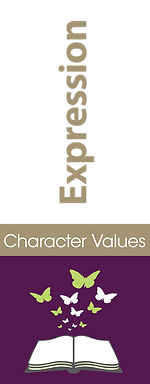 Expression
Character Values